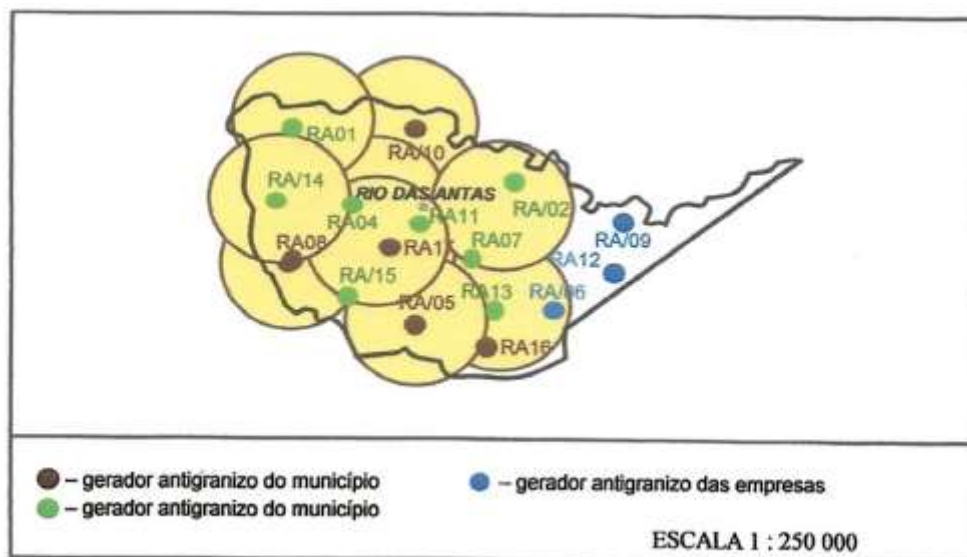 RA01
RA/10
RA/14
RIO DAS ANTAS
RA/02
RA04
RA11
RA/09
RA08
RA07
RA12
RA/15
RA/05
RA13
RA/06
RA16
– gerador antigranizo do município
– gerador antigranizo das empresas
– gerador antigranizo do município
ESCALA 1 : 250 000